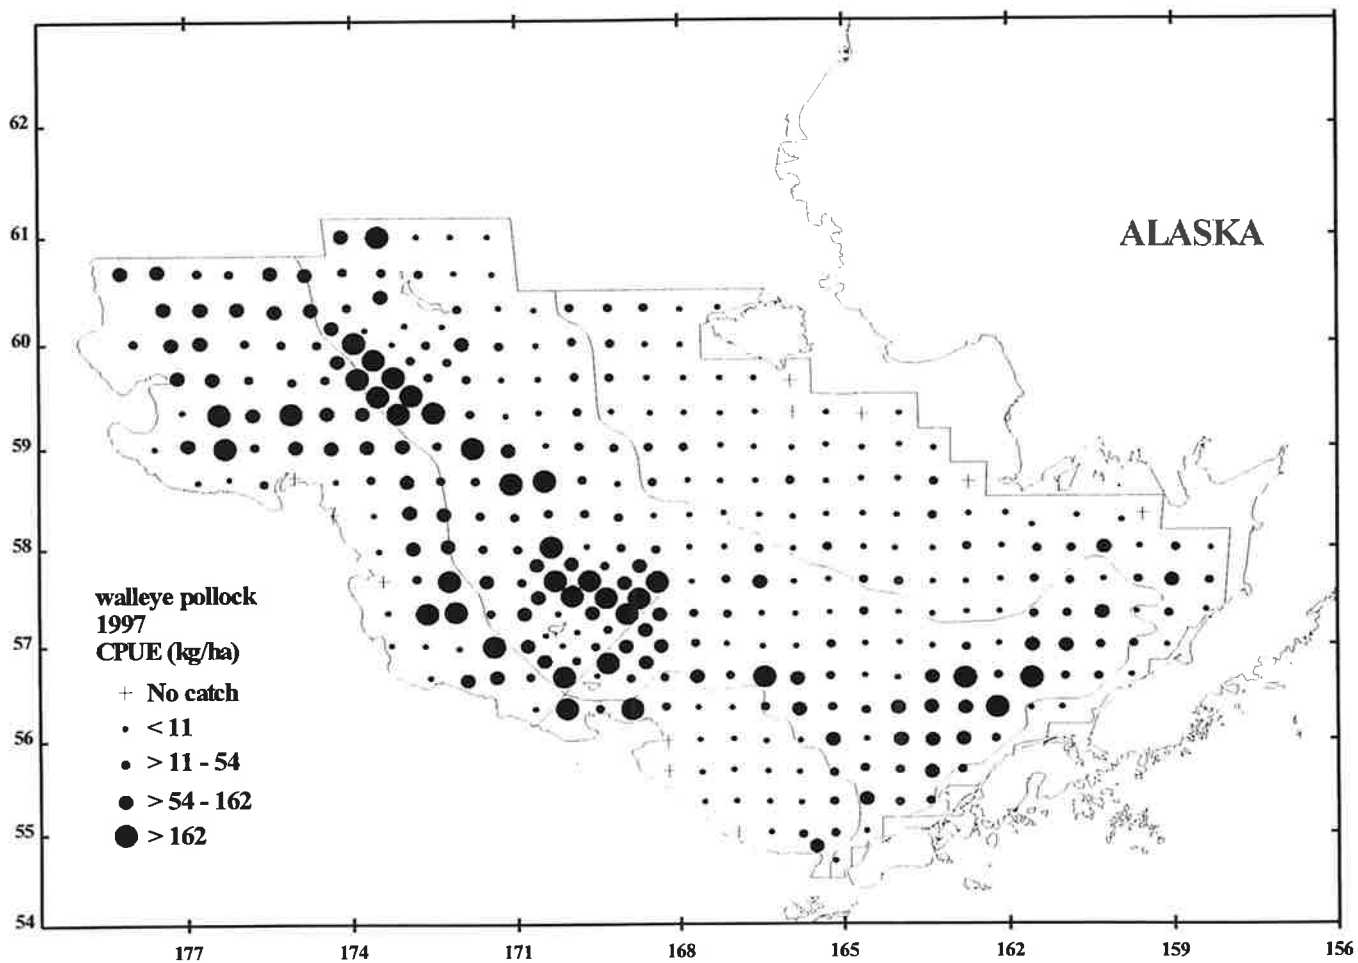 62
61
60
59
58
57
56
55
54
ALASKA
walleye pollock
1997
CPUE (kg/ha)
+ No catch
< 11
> 11 - 54
> 54 - 162
> 162
177 174 171 168 165 162 159 156